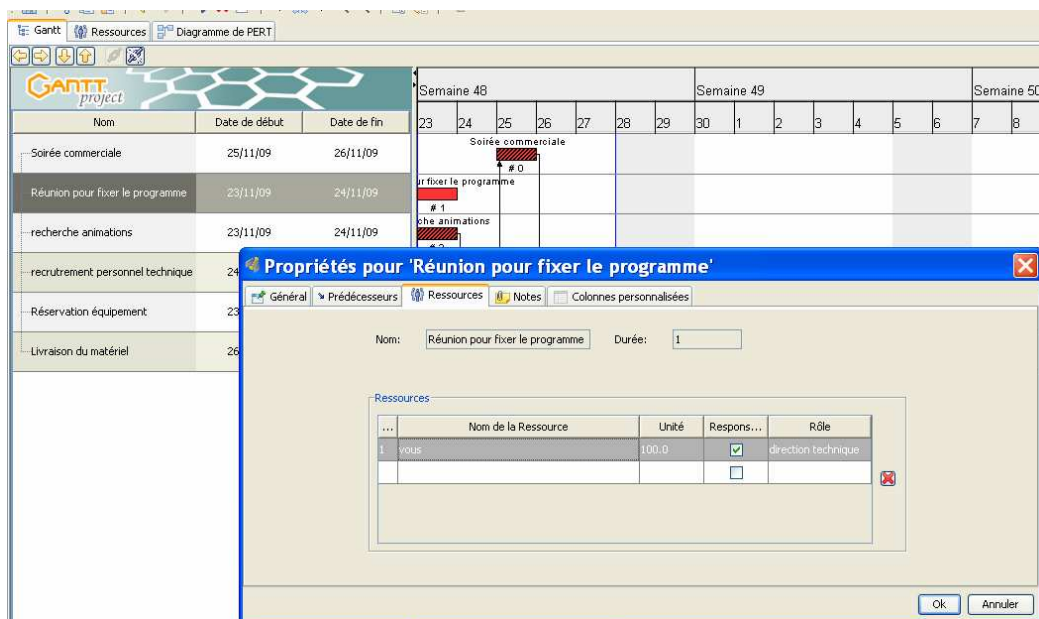 Gantt Ressources Diagramme de PERT
GANTT
project
Semaine 48 Semaine 49 Semaine 50
Nom Date de début Date de fin 23 24 25 26 27 28 29 30 1 2 3 4 5 6 7 8
Soirée commerciale
Soirée commerciale 25/11/09 26/11/09
# 0
ur fixer le programme
Réunion pour fixer le programme 23/11/09 24/11/09
# 1
che animations
recherche animations 23/11/09 24/11/09
recrutrement personnel technique 24
Réservation équipement 23
Livraison du matériel 26
Propriétés pour 'Réunion pour fixer le programme'
Général Prédécesseurs Ressources Notes Colonnes personnalisées
Nom: Réunion pour fixer le programme Durée: 1
Ressources
... Nom de la Ressource Unité Respons... Rôle
1 vous 100.0 direction technique
Ok Annuler